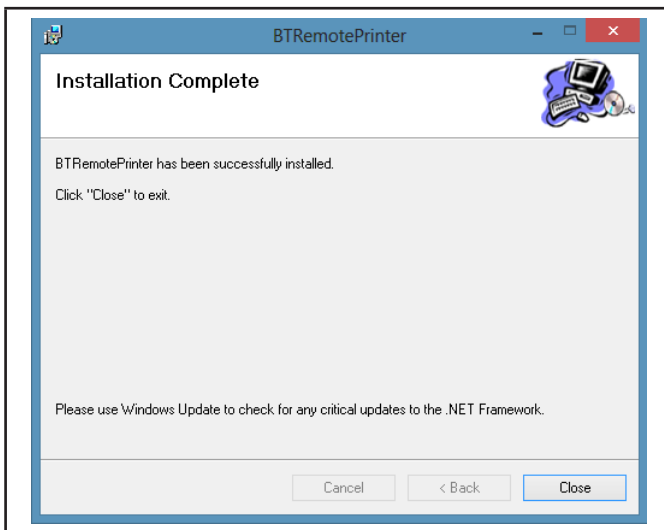 BTRemotePrinter
Installation Complete
BTRemotePrinter has been successfully installed.
Click "Close" to exit.
Please use Windows Update to check for any critical updates to the .NET Framework.
Cancel
< Back
Close